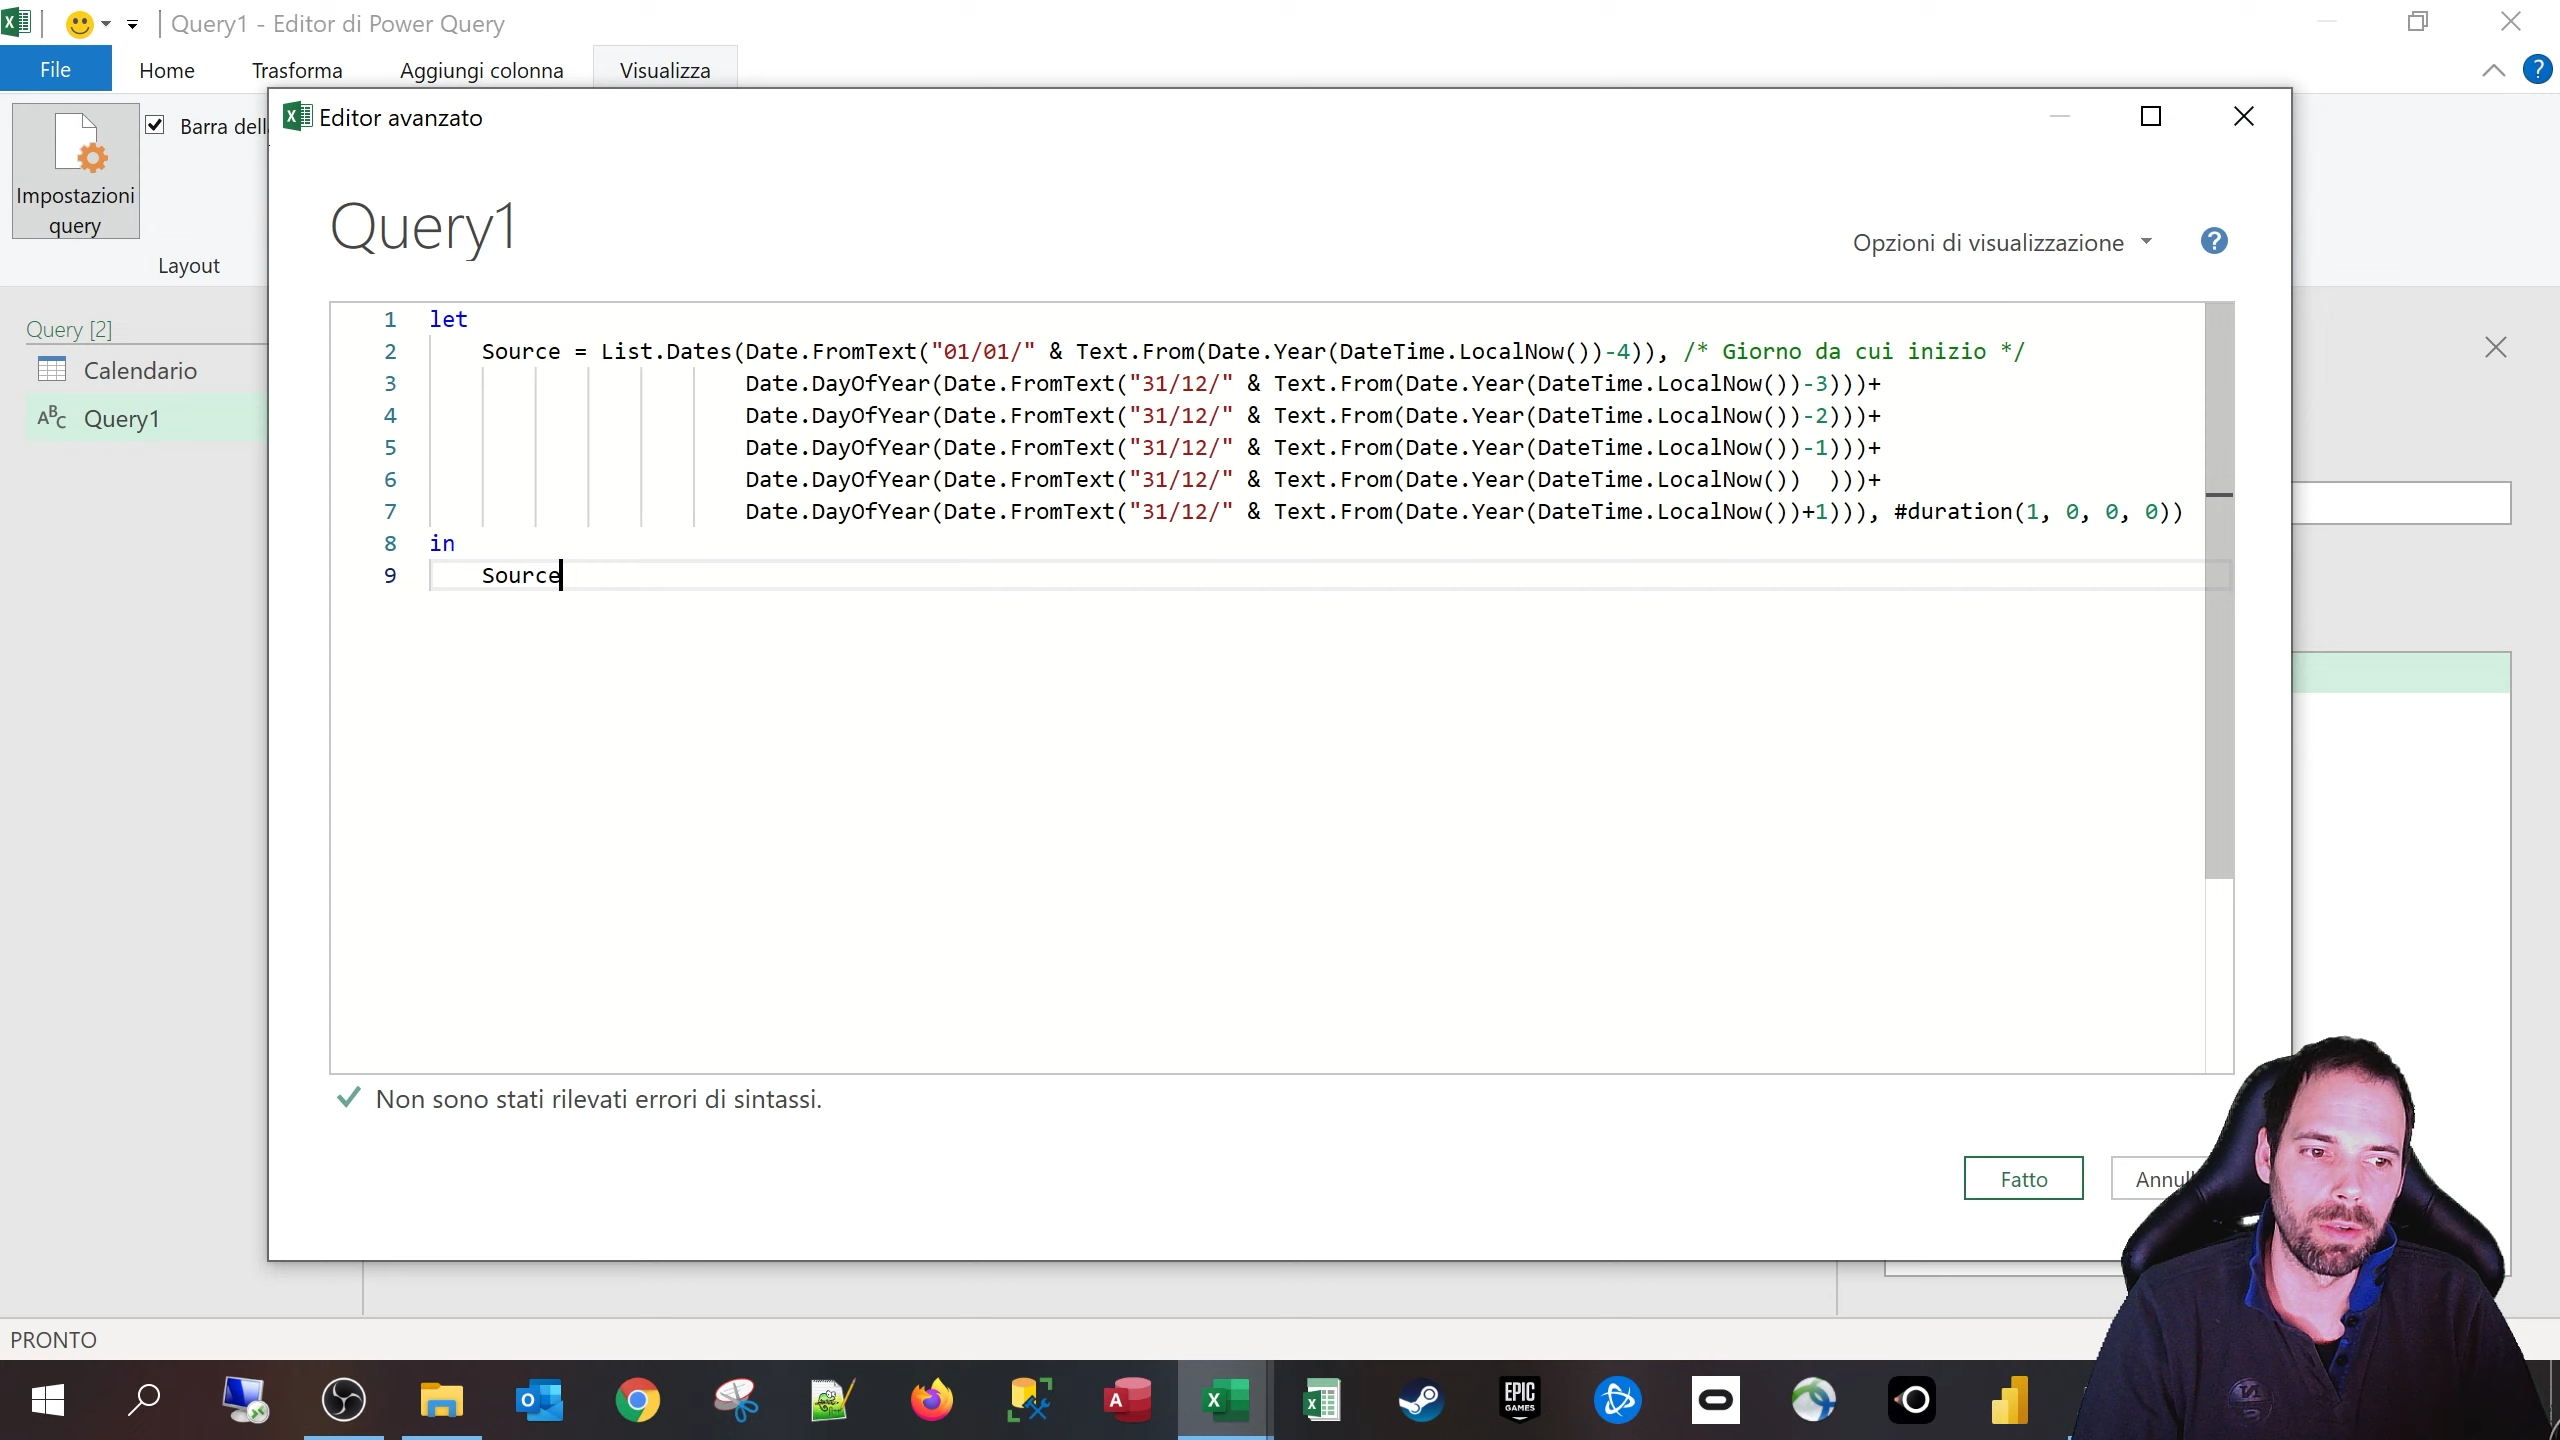 Query1 - Editor di Power Query
File Home Trasforma Aggiungi colonna Visualizza
Impostazioni
query
Barra
Layout
Editor avanzato
Query1
Opzioni di visualizzazione
Query [2]
Calendario
Query1
1 let
2 Source = List.Dates(Date.FromText("01/01/" & Text.From(Date.Year(DateTime.LocalNow())-4)), /* Giorno da cui inizio */
3 Date.DayOfYear(Date.FromText("31/12/" & Text.From(Date.Year(DateTime.LocalNow())-3)))+
4 Date.DayOfYear(Date.FromText("31/12/" & Text.From(Date.Year(DateTime.LocalNow())-2)))+
5 Date.DayOfYear(Date.FromText("31/12/" & Text.From(Date.Year(DateTime.LocalNow())-1)))+
6 Date.DayOfYear(Date.FromText("31/12/" & Text.From(Date.Year(DateTime.LocalNow())  )))+
7 Date.DayOfYear(Date.FromText("31/12/" & Text.From(Date.Year(DateTime.LocalNow())+1))), #duration(1, 0, 0, 0))
8 in
9 Source
Non sono stati rilevati errori di sintassi.
Fatto
PRONTO
EPIC
GAMES